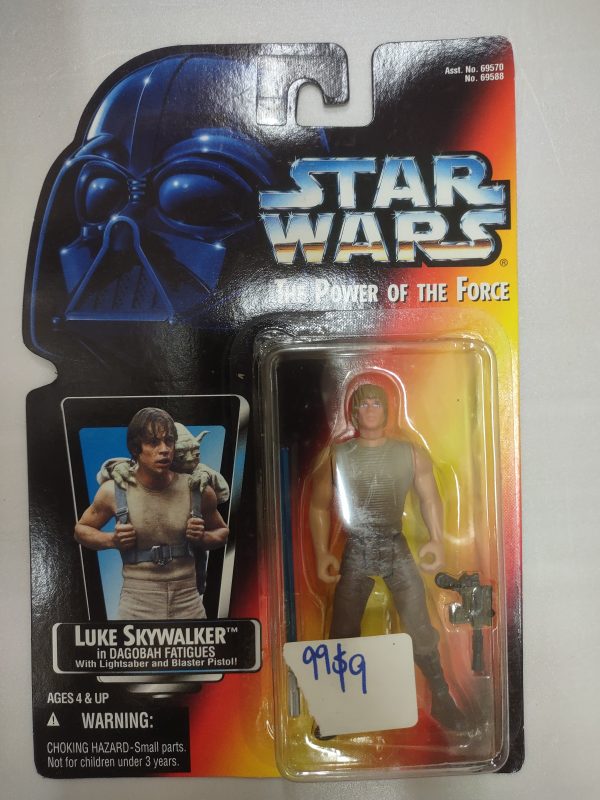 Asst. No. 69570
No. 69588
STAR
WARS®
THE POWER OF THE FORCE
LUKE SKYWALKER™
in DAGOBAH FATIGUES
With Lightsaber and Blaster Pistol!
99$9
AGES 4 & UP
⚠ WARNING:
CHOKING HAZARD-Small parts.
Not for children under 3 years.